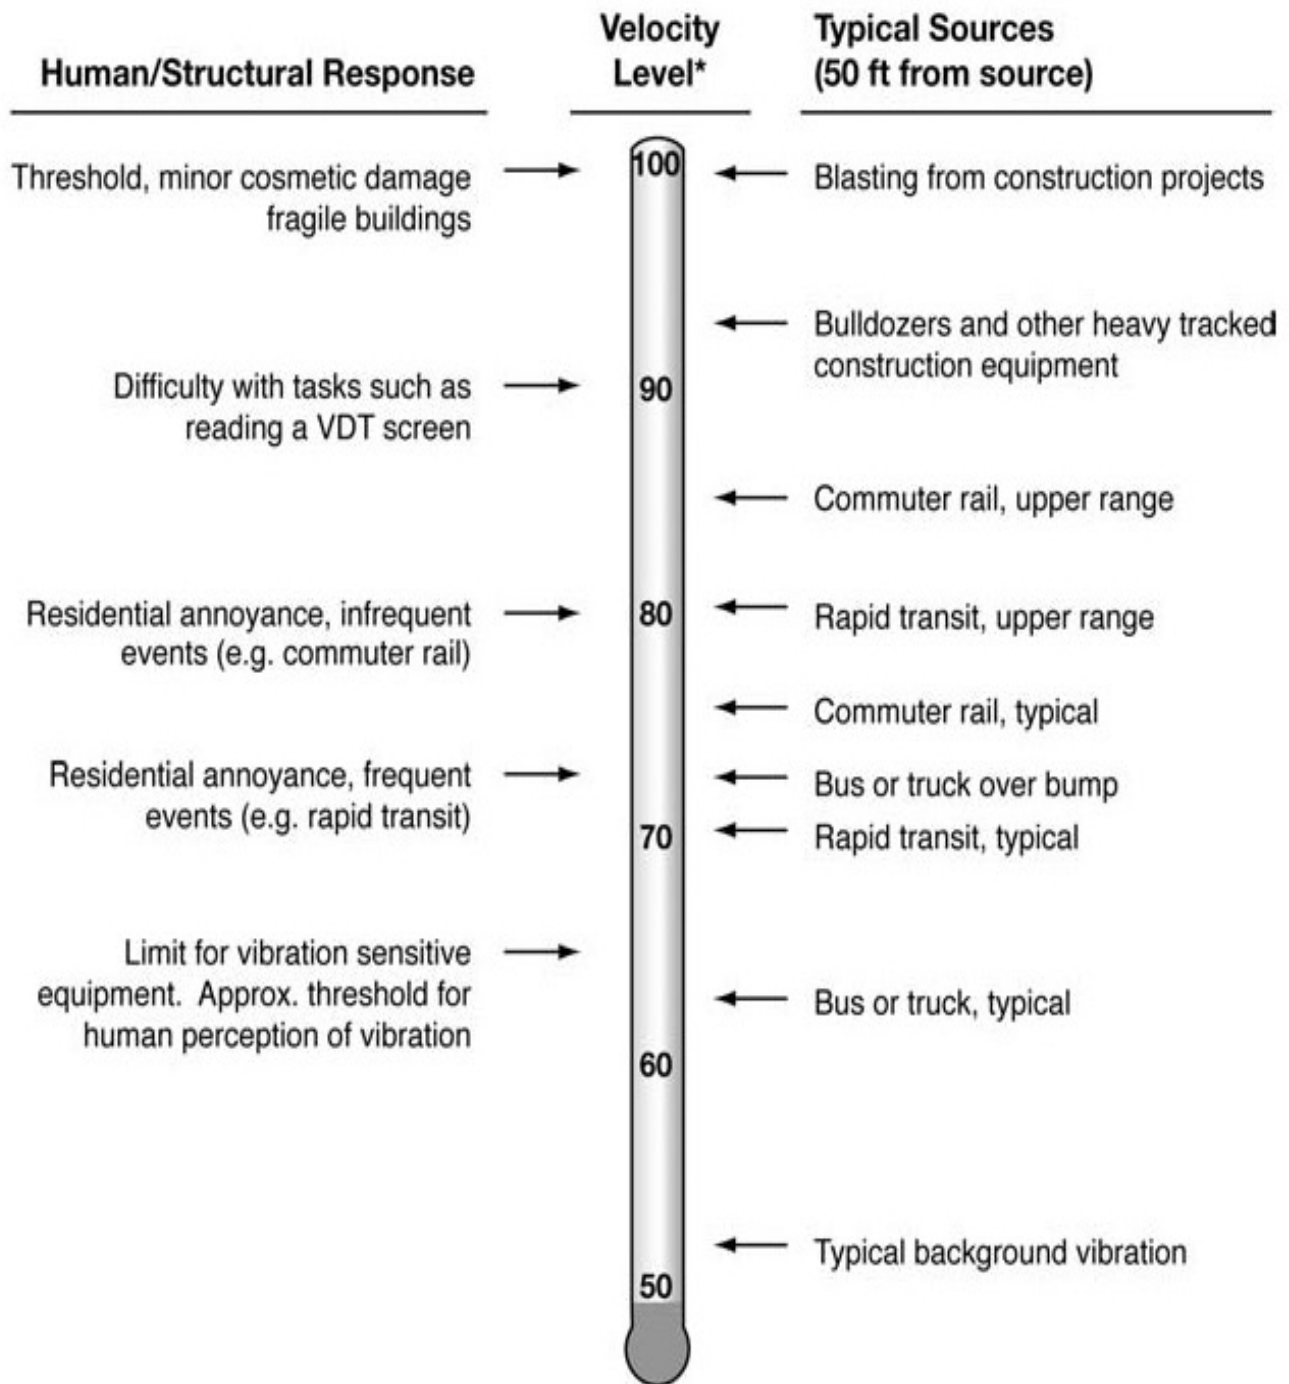 Human/Structural Response
Velocity
Level*
Typical Sources
(50 ft from source)
Threshold, minor cosmetic damage
fragile buildings
100
Blasting from construction projects
Bulldozers and other heavy tracked
construction equipment
Difficulty with tasks such as
reading a VDT screen
90
Commuter rail, upper range
Residential annoyance, infrequent
events (e.g. commuter rail)
80
Rapid transit, upper range
Commuter rail, typical
Residential annoyance, frequent
events (e.g. rapid transit)
Bus or truck over bump
70
Rapid transit, typical
Limit for vibration sensitive
equipment. Approx. threshold for
human perception of vibration
Bus or truck, typical
60
Typical background vibration
50